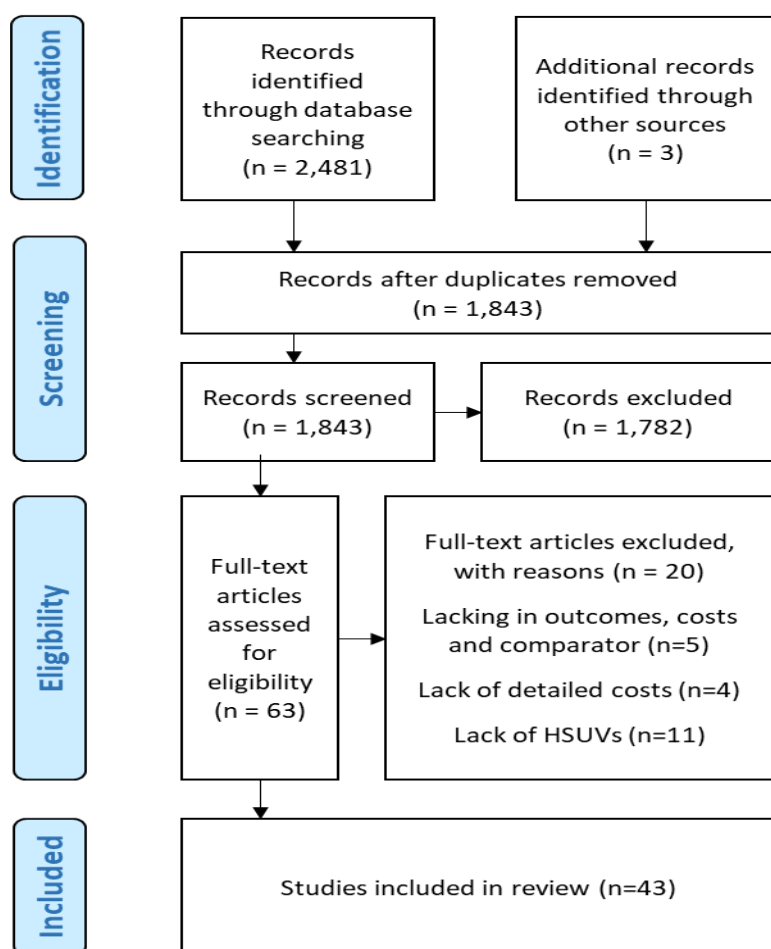 Identification
Records
identified
through database
searching
(n = 2,481)
Additional records
identified through
other sources
(n = 3)
Screening
Records after duplicates removed
(n = 1,843)
Records screened
(n = 1,843)
Records excluded
(n = 1,782)
Eligibility
Full-text
articles
assessed
for
eligibility
(n = 63)
Full-text articles excluded,
with reasons (n = 20)
Lacking in outcomes, costs
and comparator (n=5)
Lack of detailed costs (n=4)
Lack of HSUVs (n=11)
Included
Studies included in review (n=43)